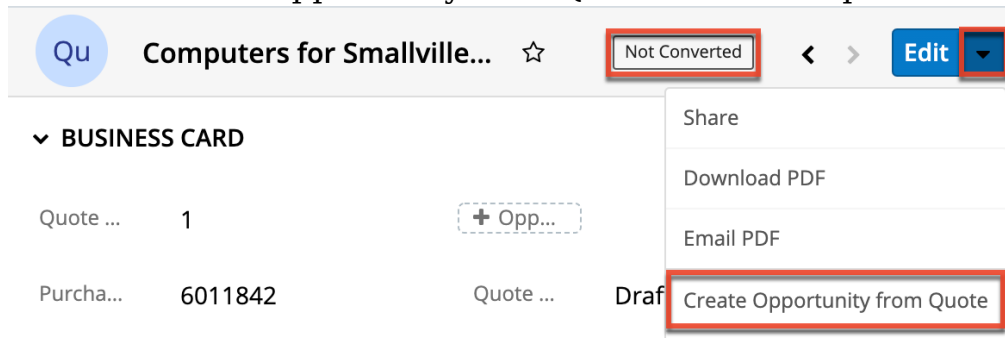 Qu Computers for Smallville... Not Converted Edit
Share
BUSINESS CARD
Download PDF
Quote ... 1 Opp...
Email PDF
Purcha... 6011842 Quote ... Draf
Create Opportunity from Quote